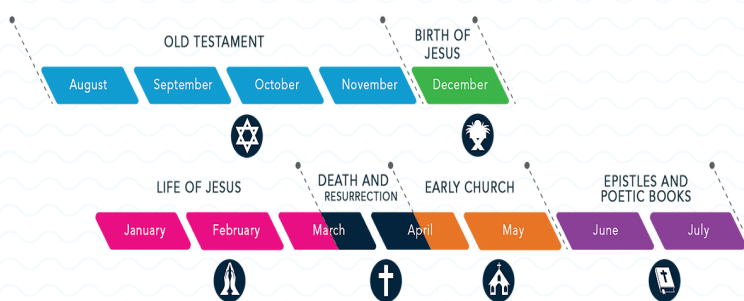 OLD TESTAMENT
BIRTH OF
JESUS
August
September
October
November
December
LIFE OF JESUS
DEATH AND
RESURRECTION
EARLY CHURCH
EPISTLES AND
POETIC BOOKS
January
February
March
April
May
June
July